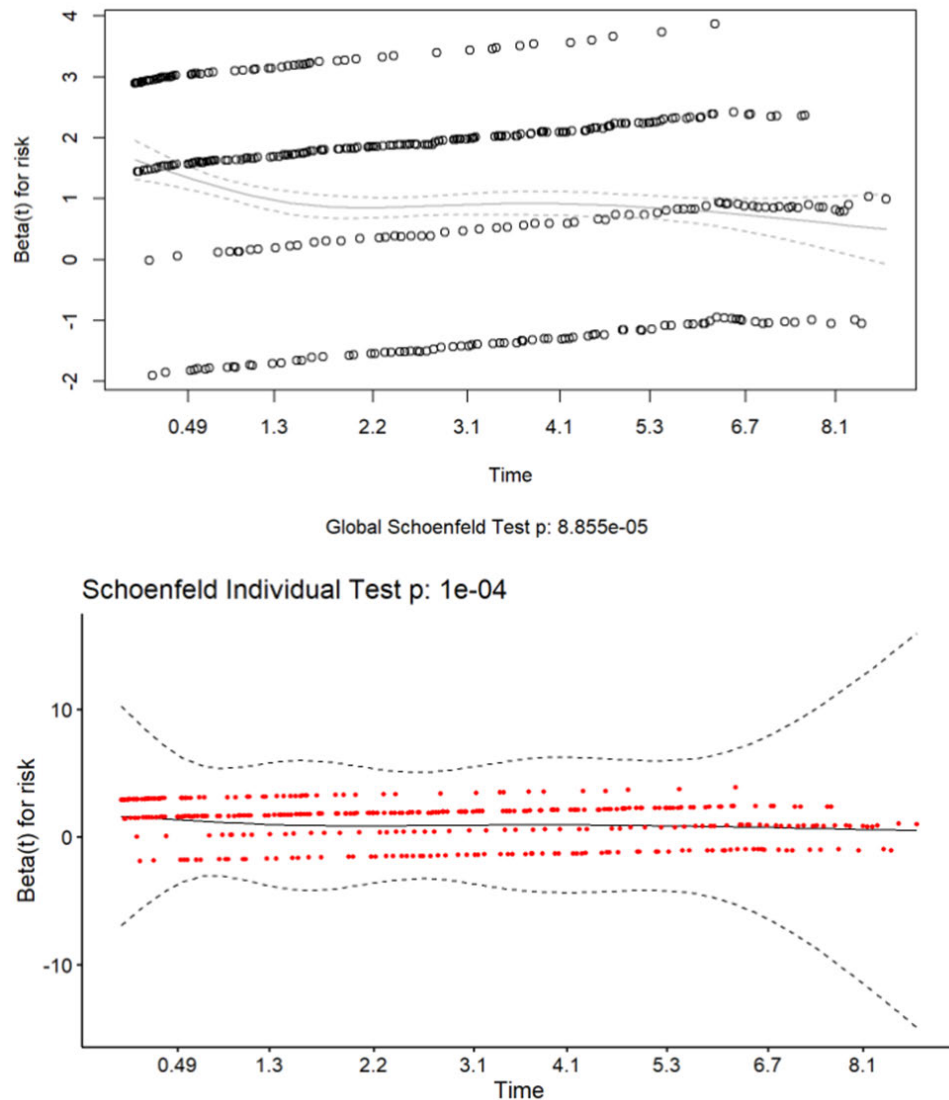 4
3
2
1
0
-1
-2
Beta(t) for risk
0.49 1.3 2.2 3.1 4.1 5.3 6.7 8.1
Time
Global Schoenfeld Test p: 8.855e-05
Schoenfeld Individual Test p: 1e-04
10
0
-10
Beta(t) for risk
0.49 1.3 2.2 3.1 4.1 5.3 6.7 8.1
Time